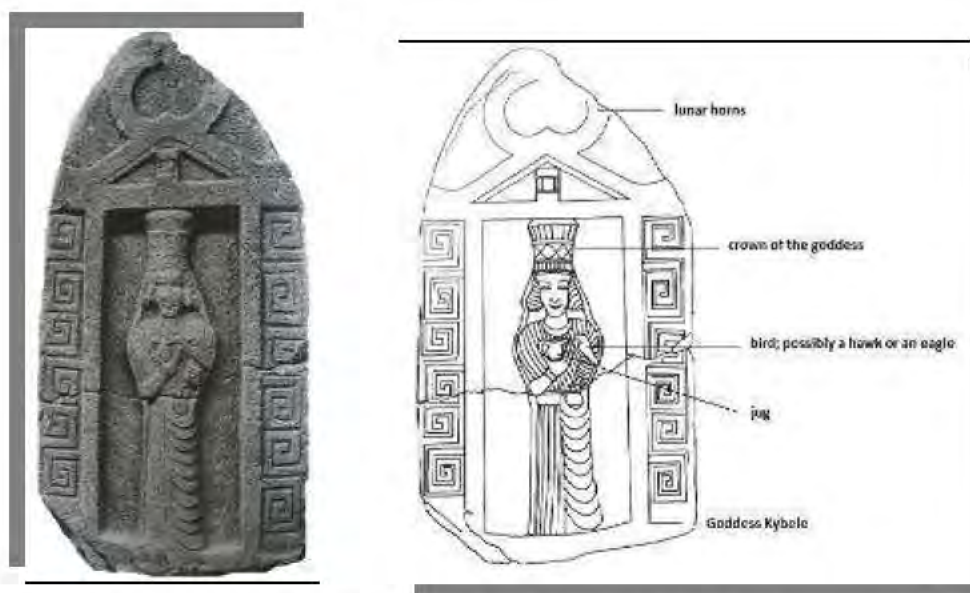 lunar horns
crown of the goddess
bird; possibly a hawk or an eagle
jug
Goddess Kybele